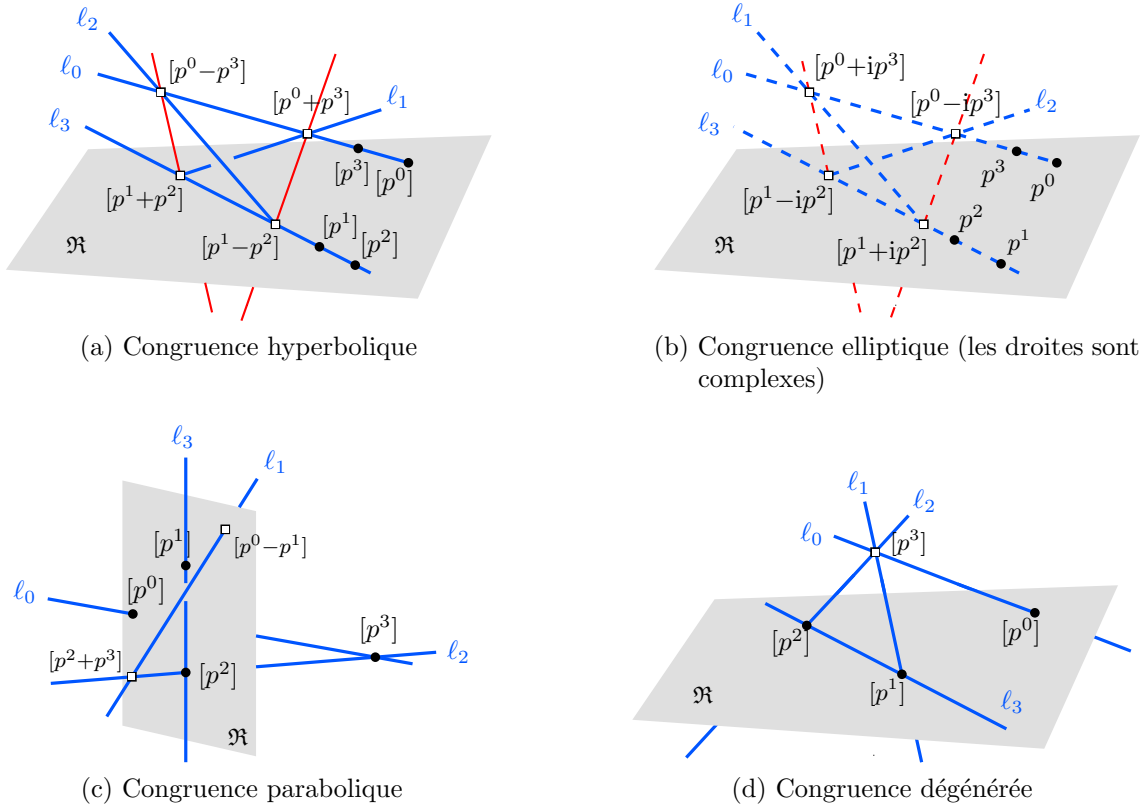 ℓ₂
ℓ₀
[p⁰−p³]
[p⁰+p³]
ℓ₁
ℓ₃
[p³]
[p⁰]
[p¹+p²]
[p¹−p²]
[p¹]
[p²]
ℜ
(a) Congruence hyperbolique
ℓ₁
ℓ₀
[p⁰+ip³]
[p⁰−ip³]
ℓ₂
ℓ₃
p³
p⁰
[p¹−ip²]
p²
[p¹+ip²]
p¹
ℜ
(b) Congruence elliptique (les droites sont
complexes)
ℓ₃
ℓ₁
[p¹]
[p⁰−p¹]
ℓ₀
[p⁰]
[p³]
[p²+p³]
[p²]
ℓ₂
ℜ
(c) Congruence parabolique
ℓ₁
ℓ₂
ℓ₀
[p³]
[p²]
[p⁰]
[p¹]
ℜ
ℓ₃
(d) Congruence dégénérée